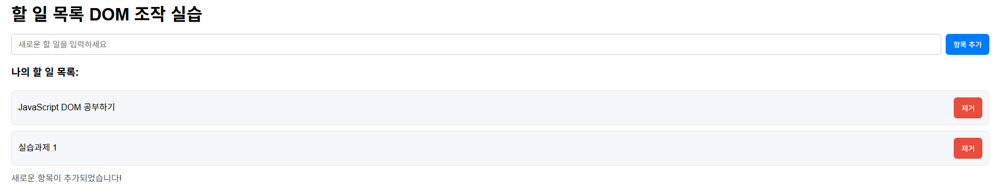 할 일 목록 DOM 조작 실습
새로운 할 일을 입력하세요 항목 추가
나의 할 일 목록:
JavaScript DOM 공부하기 제거
실습과제 1 제거
새로운 항목이 추가되었습니다!